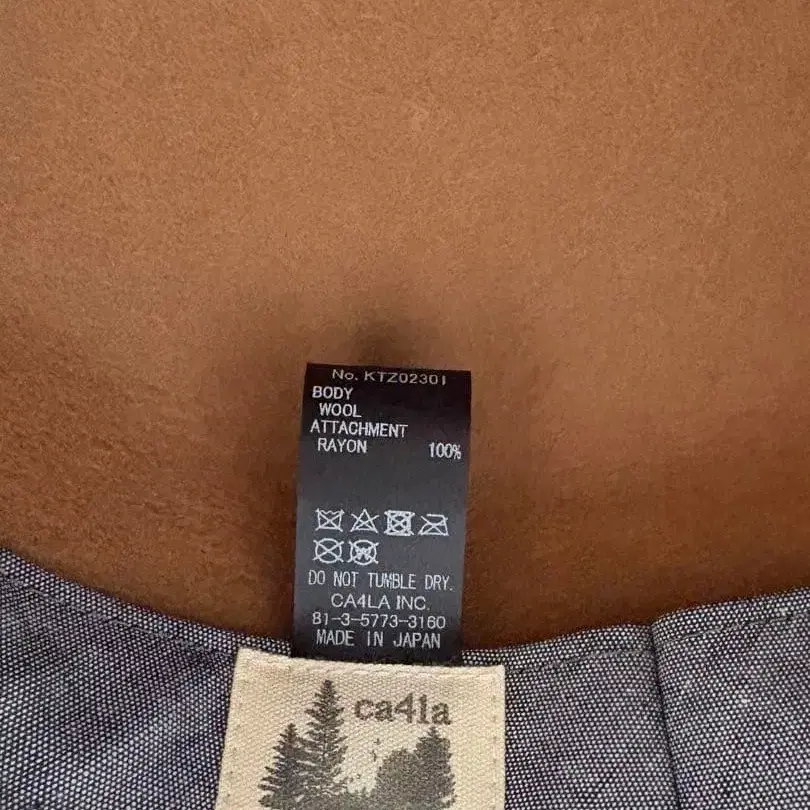 No. KTZ02301
BODY
WOOL
ATTACHMENT
RAYON 100%
DO NOT TUMBLE DRY.
CA4LA INC.
81-3-5773-3160
MADE IN JAPAN
ca4la